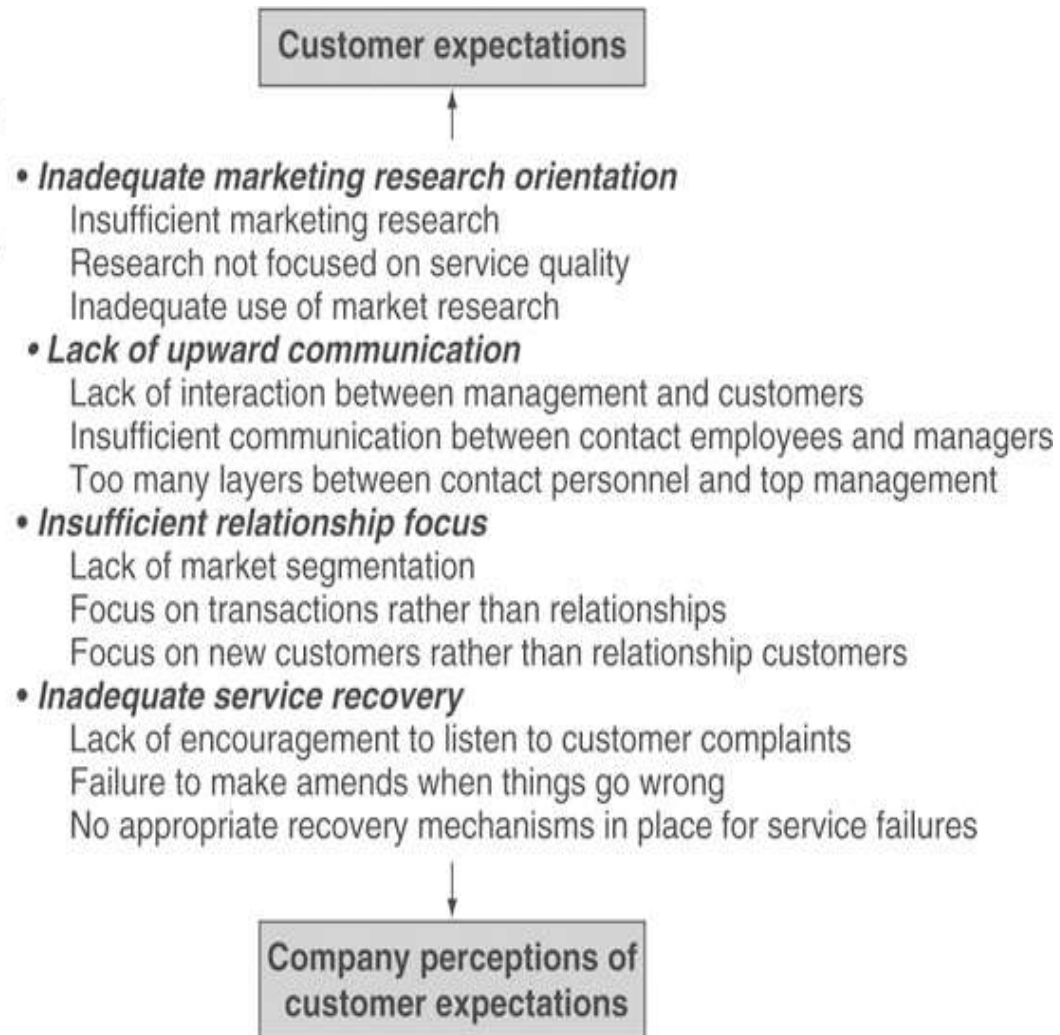 Customer expectations
• Inadequate marketing research orientation
Insufficient marketing research
Research not focused on service quality
Inadequate use of market research
• Lack of upward communication
Lack of interaction between management and customers
Insufficient communication between contact employees and managers
Too many layers between contact personnel and top management
• Insufficient relationship focus
Lack of market segmentation
Focus on transactions rather than relationships
Focus on new customers rather than relationship customers
• Inadequate service recovery
Lack of encouragement to listen to customer complaints
Failure to make amends when things go wrong
No appropriate recovery mechanisms in place for service failures
Company perceptions of
customer expectations